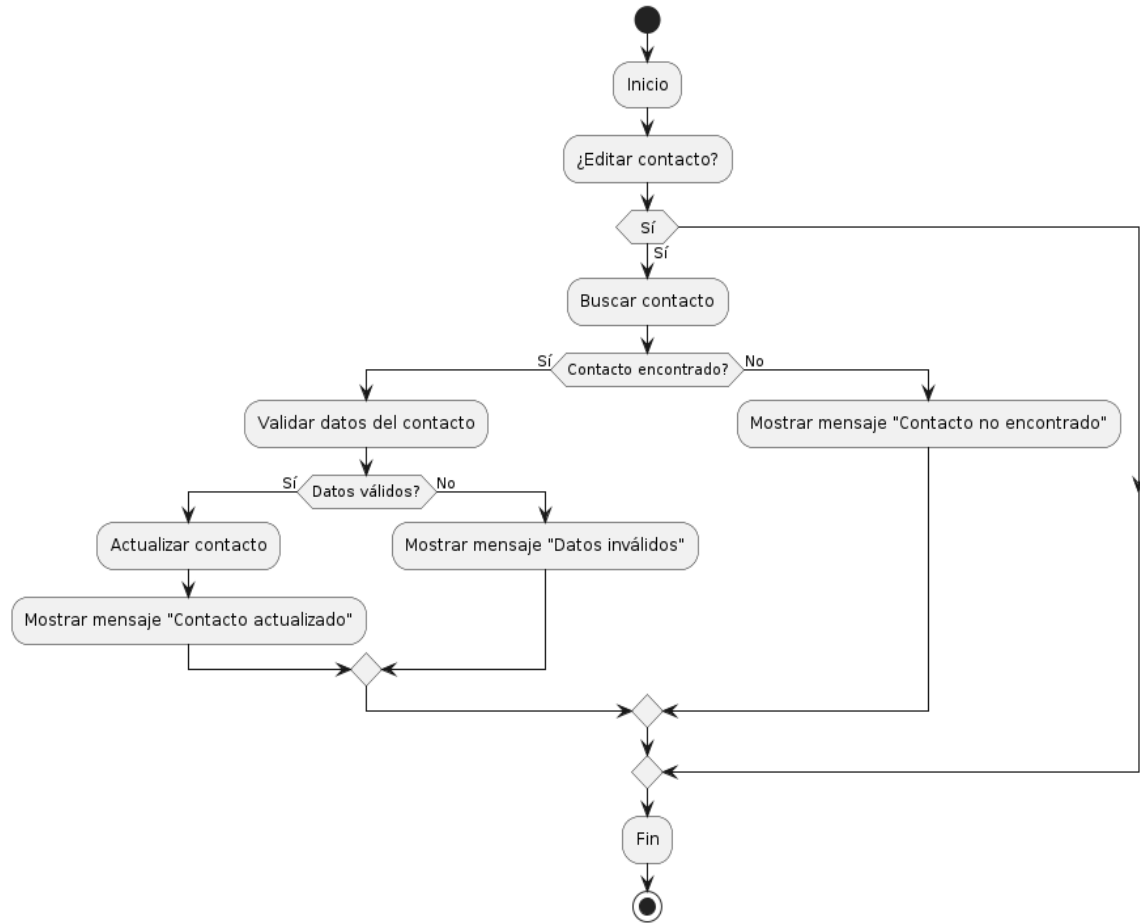 Inicio
¿Editar contacto?
Sí
Sí
Buscar contacto
Sí
Contacto encontrado?
No
Validar datos del contacto
Mostrar mensaje "Contacto no encontrado"
Sí
Datos válidos?
No
Actualizar contacto
Mostrar mensaje "Datos inválidos"
Mostrar mensaje "Contacto actualizado"
Fin